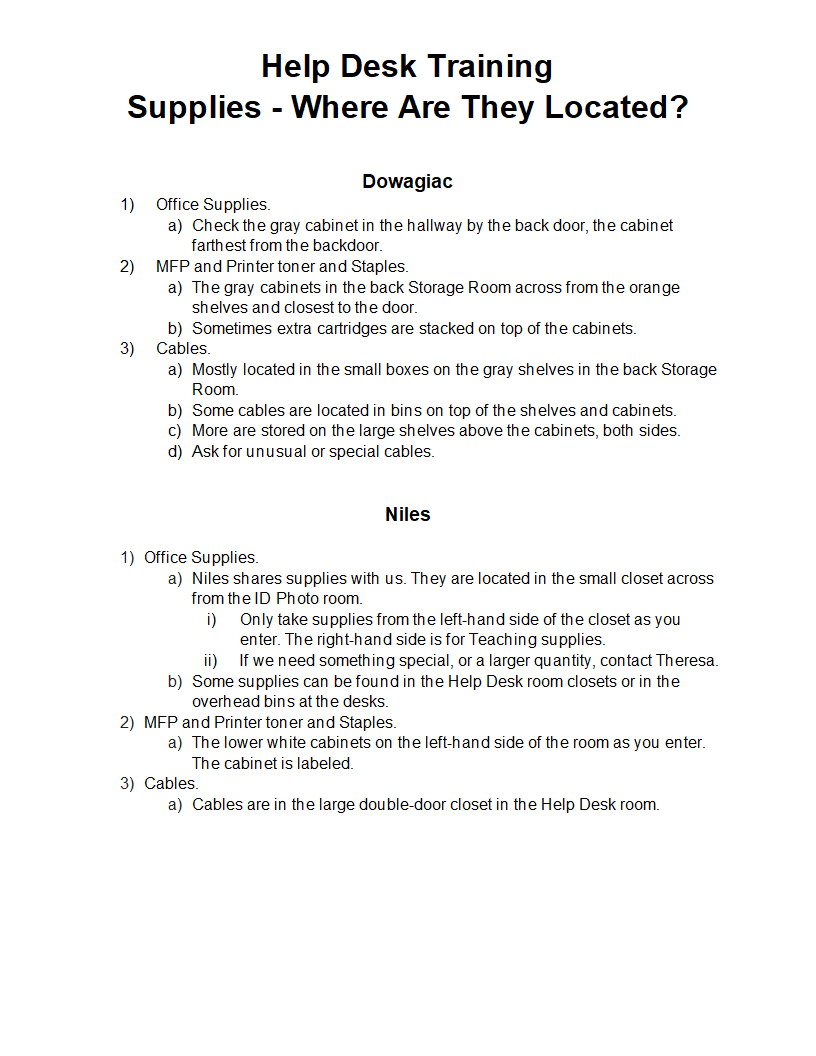 Help Desk Training
Supplies - Where Are They Located?
Dowagiac
1) Office Supplies.
a) Check the gray cabinet in the hallway by the back door, the cabinet
farthest from the backdoor.
2) MFP and Printer toner and Staples.
a) The gray cabinets in the back Storage Room across from the orange
shelves and closest to the door.
b) Sometimes extra cartridges are stacked on top of the cabinets.
3) Cables.
a) Mostly located in the small boxes on the gray shelves in the back Storage
Room.
b) Some cables are located in bins on top of the shelves and cabinets.
c) More are stored on the large shelves above the cabinets, both sides.
d) Ask for unusual or special cables.
Niles
1) Office Supplies.
a) Niles shares supplies with us. They are located in the small closet across
from the ID Photo room.
i) Only take supplies from the left-hand side of the closet as you
enter. The right-hand side is for Teaching supplies.
ii) If we need something special, or a larger quantity, contact Theresa.
b) Some supplies can be found in the Help Desk room closets or in the
overhead bins at the desks.
2) MFP and Printer toner and Staples.
a) The lower white cabinets on the left-hand side of the room as you enter.
The cabinet is labeled.
3) Cables.
a) Cables are in the large double-door closet in the Help Desk room.